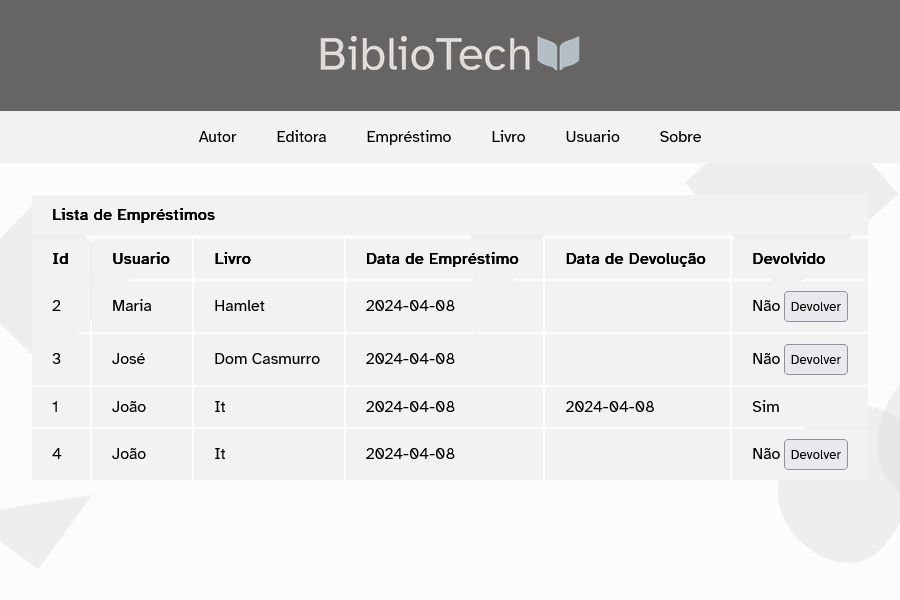 BiblioTech
Autor Editora Empréstimo Livro Usuario Sobre
Lista de Empréstimos
Id Usuario Livro Data de Empréstimo Data de Devolução Devolvido
2 Maria Hamlet 2024-04-08 Não Devolver
3 José Dom Casmurro 2024-04-08 Não Devolver
1 João It 2024-04-08 2024-04-08 Sim
4 João It 2024-04-08 Não Devolver